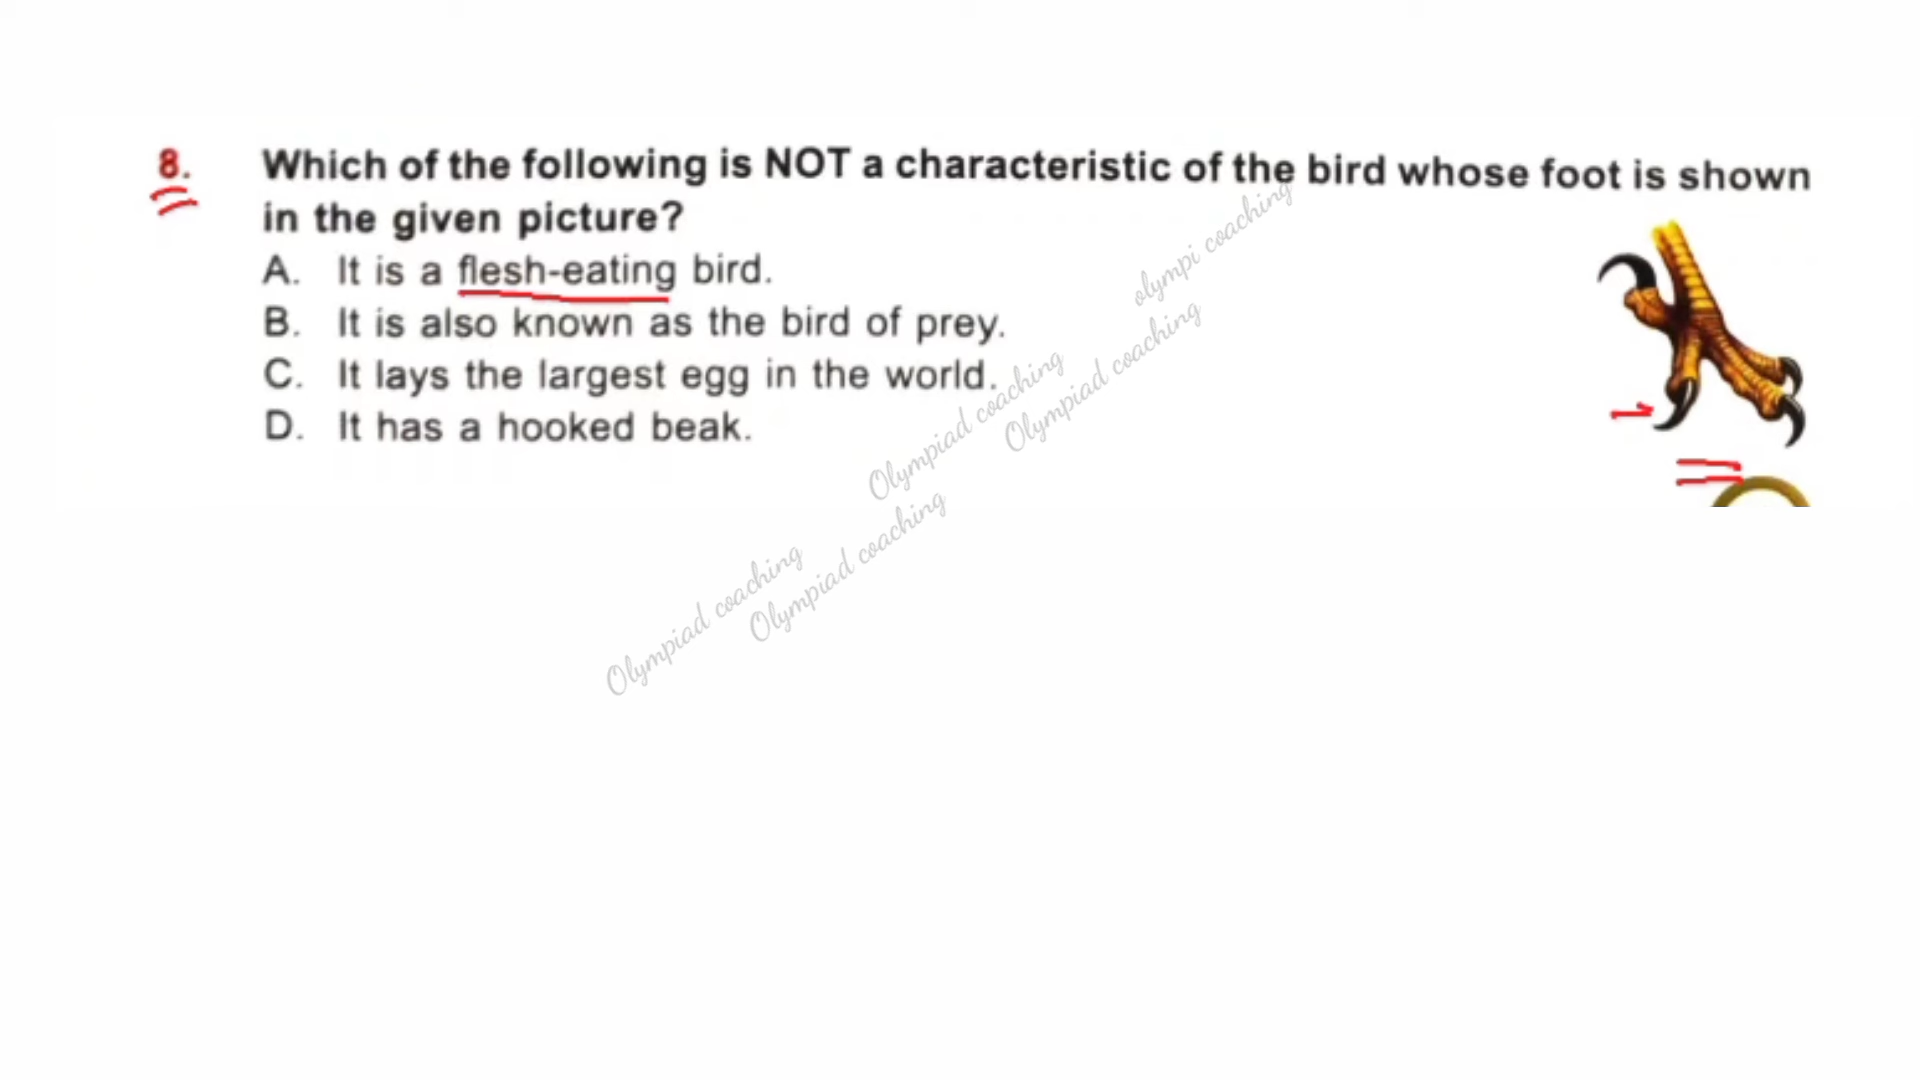 8. Which of the following is NOT a characteristic of the bird whose foot is shown
in the given picture?
A. It is a flesh-eating bird.
B. It is also known as the bird of prey.
C. It lays the largest egg in the world.
D. It has a hooked beak.
olympi coaching
Olympiad coaching
Olympiad coaching
Olympiad coaching
Olympiad coaching